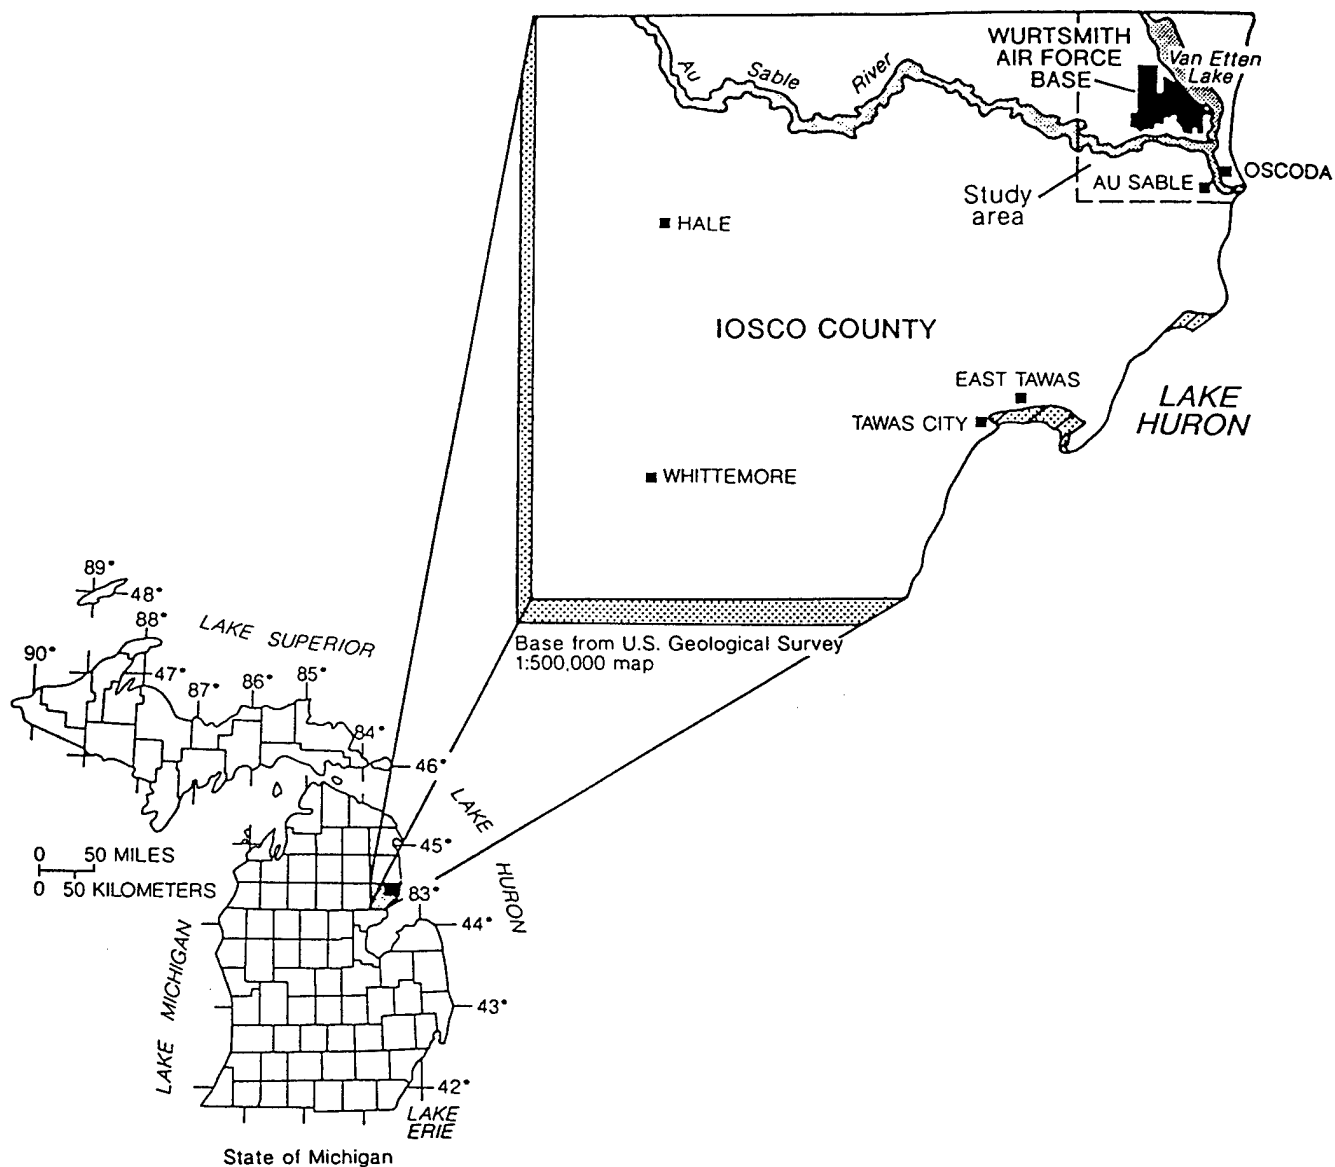 WURTSMITH
AIR FORCE
BASE
Van Etten
Lake
Au Sable River
OSCODA
AU SABLE
Study
area
HALE
IOSCO COUNTY
EAST TAWAS
TAWAS CITY
LAKE
HURON
WHITTEMORE
Base from U.S. Geological Survey
1:500,000 map
89°
48°
88°
LAKE SUPERIOR
90°
47°
87°
86°
85°
84°
46°
LAKE HURON
45°
0 50 MILES
0 50 KILOMETERS
83°
44°
LAKE MICHIGAN
43°
42°
LAKE
ERIE
State of Michigan